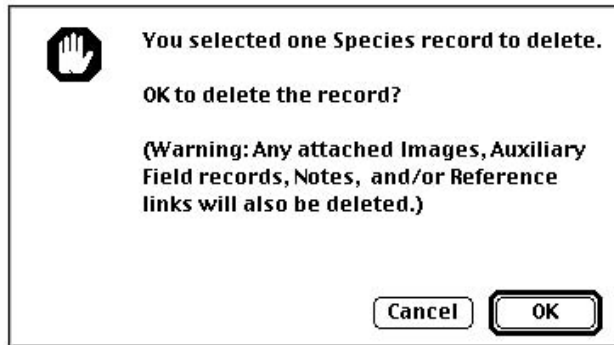 You selected one Species record to delete.
OK to delete the record?
(Warning: Any attached Images, Auxiliary
Field records, Notes, and/or Reference
links will also be deleted.)
Cancel OK